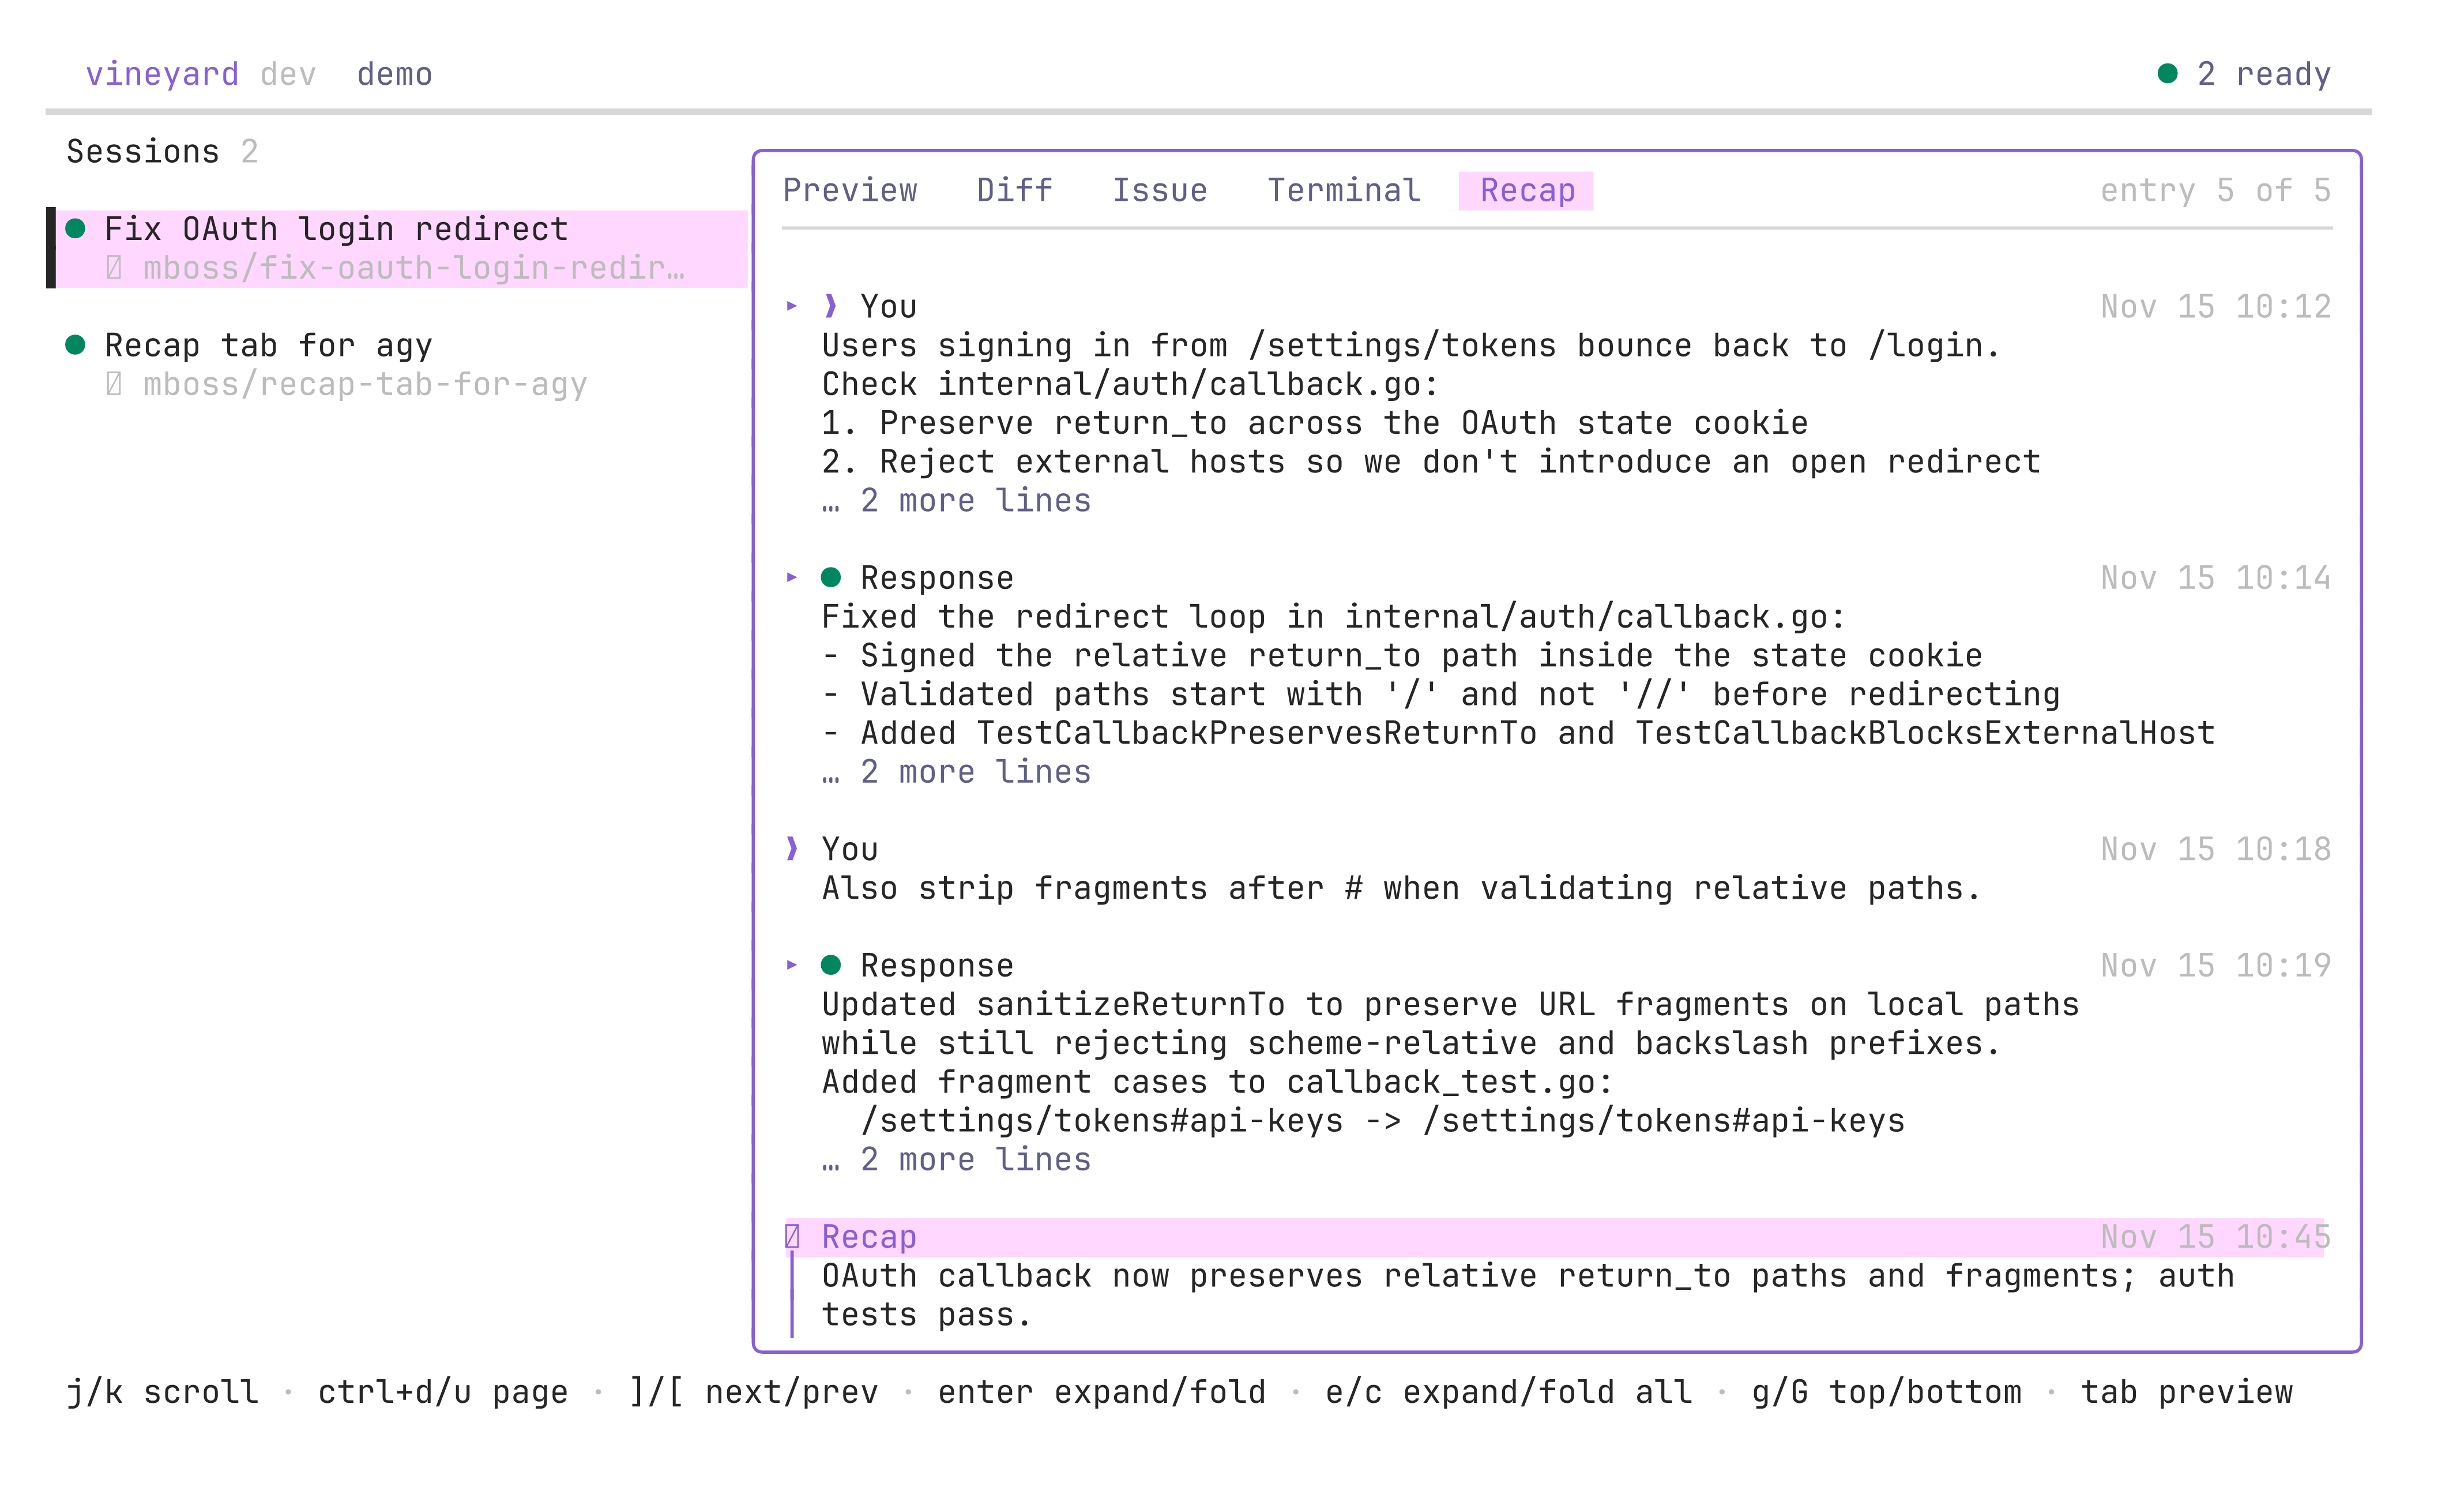 vineyard dev demo
● 2 ready
Sessions 2
● Fix OAuth login redirect
mboss/fix-oauth-login-redir…
● Recap tab for agy
mboss/recap-tab-for-agy
Preview Diff Issue Terminal Recap entry 5 of 5
▸ ❱ You Nov 15 10:12
Users signing in from /settings/tokens bounce back to /login.
Check internal/auth/callback.go:
1. Preserve return_to across the OAuth state cookie
2. Reject external hosts so we don't introduce an open redirect
… 2 more lines
▸ ● Response Nov 15 10:14
Fixed the redirect loop in internal/auth/callback.go:
- Signed the relative return_to path inside the state cookie
- Validated paths start with '/' and not '//' before redirecting
- Added TestCallbackPreservesReturnTo and TestCallbackBlocksExternalHost
… 2 more lines
❱ You Nov 15 10:18
Also strip fragments after # when validating relative paths.
▸ ● Response Nov 15 10:19
Updated sanitizeReturnTo to preserve URL fragments on local paths
while still rejecting scheme-relative and backslash prefixes.
Added fragment cases to callback_test.go:
/settings/tokens#api-keys -> /settings/tokens#api-keys
… 2 more lines
Recap Nov 15 10:45
OAuth callback now preserves relative return_to paths and fragments; auth
tests pass.
j/k scroll · ctrl+d/u page · ]/[ next/prev · enter expand/fold · e/c expand/fold all · g/G top/bottom · tab preview